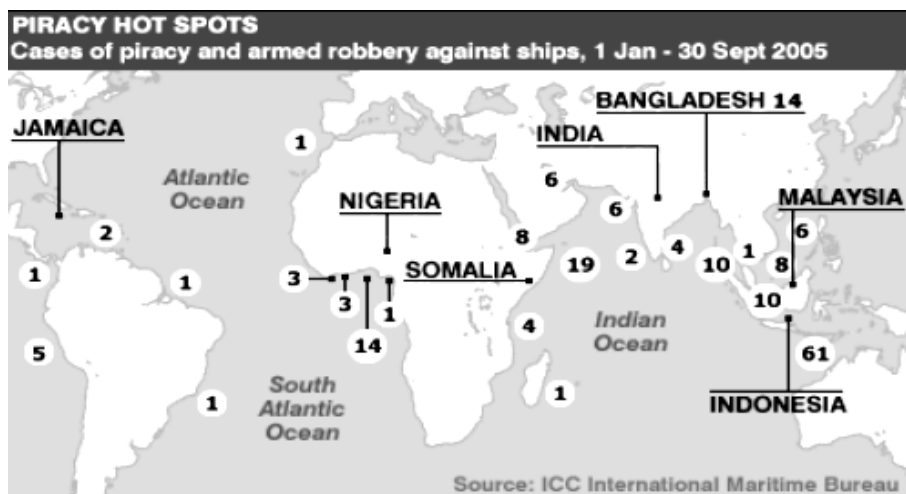 PIRACY HOT SPOTS
Cases of piracy and armed robbery against ships, 1 Jan - 30 Sept 2005
BANGLADESH 14
JAMAICA
INDIA
1
Atlantic
Ocean
6
NIGERIA
MALAYSIA
6
2
8
6
4
2
1
19
10
8
1
SOMALIA
1
3
3
1
10
14
4
Indian
Ocean
5
61
South
Atlantic
Ocean
1
1
INDONESIA
Source: ICC International Maritime Bureau